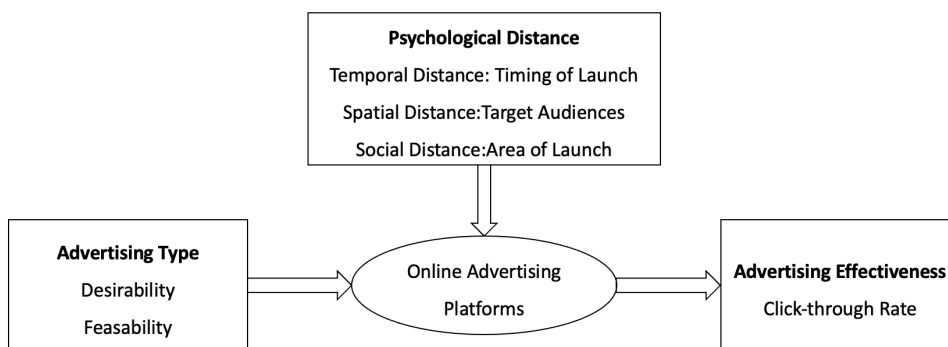 Psychological Distance
Temporal Distance: Timing of Launch
Spatial Distance:Target Audiences
Social Distance:Area of Launch
Advertising Type
Desirability
Feasability
Online Advertising
Platforms
Advertising Effectiveness
Click-through Rate